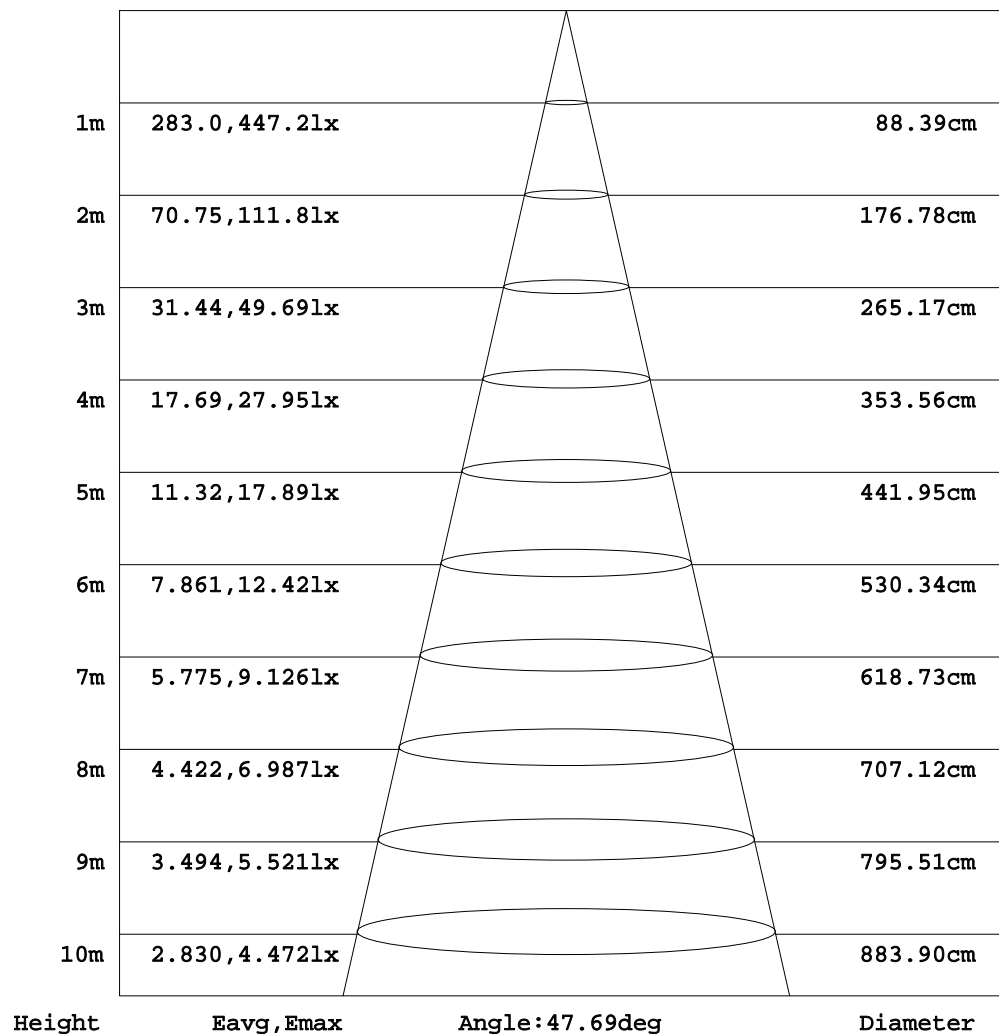 1m 283.0,447.2lx 88.39cm
2m 70.75,111.8lx 176.78cm
3m 31.44,49.69lx 265.17cm
4m 17.69,27.95lx 353.56cm
5m 11.32,17.89lx 441.95cm
6m 7.861,12.42lx 530.34cm
7m 5.775,9.126lx 618.73cm
8m 4.422,6.987lx 707.12cm
9m 3.494,5.521lx 795.51cm
10m 2.830,4.472lx 883.90cm
Height Eavg,Emax Angle:47.69deg Diameter